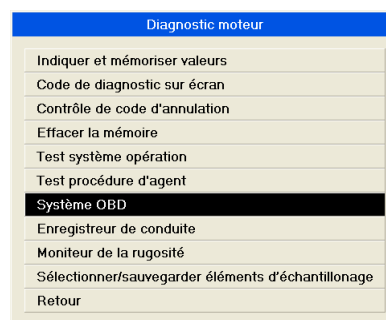 Diagnostic moteur
Indiquer et mémoriser valeurs
Code de diagnostic sur écran
Contrôle de code d'annulation
Effacer la mémoire
Test système opération
Test procédure d'agent
Système OBD
Enregistreur de conduite
Moniteur de la rugosité
Sélectionner/sauvegarder éléments d'échantillonage
Retour